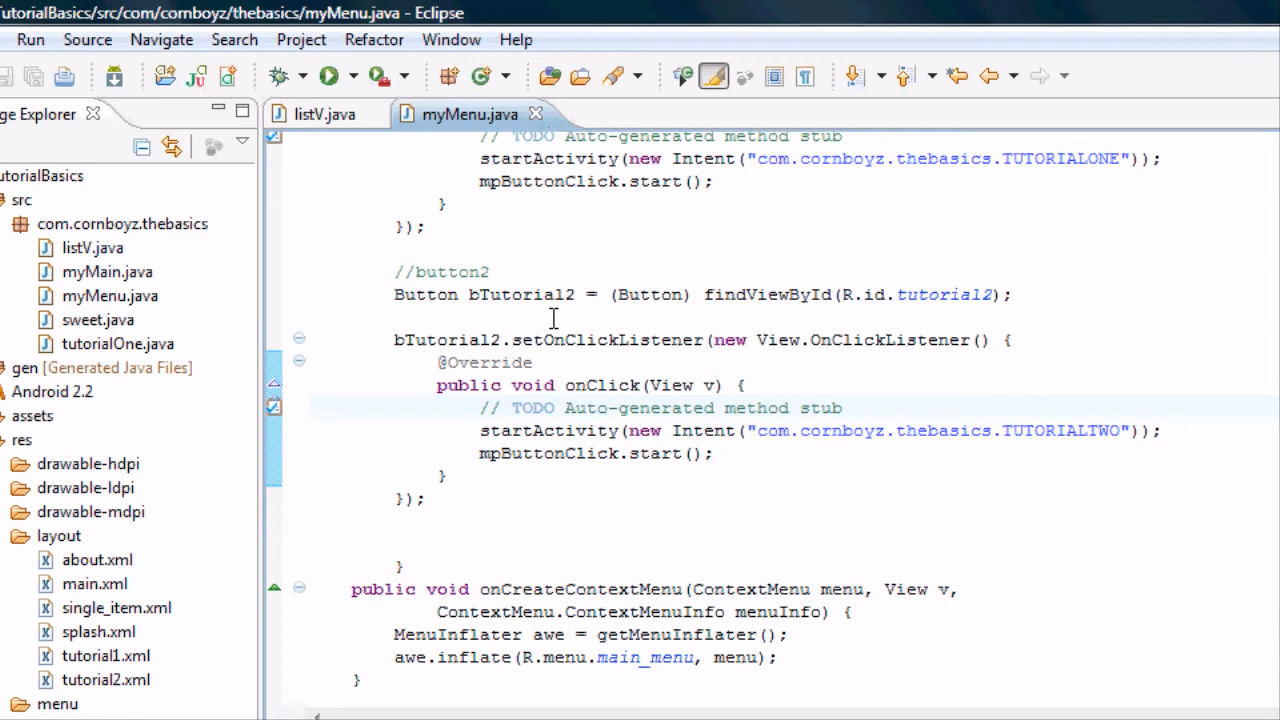 utorialBasics/src/com/cornboyz/thebasics/myMenu.java - Eclipse
Run Source Navigate Search Project Refactor Window Help
ge Explorer
listV.java
myMenu.java
utorialBasics
src
com.cornboyz.thebasics
listV.java
myMain.java
myMenu.java
sweet.java
tutorialOne.java
gen [Generated Java Files]
Android 2.2
assets
res
drawable-hdpi
drawable-ldpi
drawable-mdpi
layout
about.xml
main.xml
single_item.xml
splash.xml
tutorial1.xml
tutorial2.xml
menu
// TODO Auto-generated method stub
startActivity(new Intent("com.cornboyz.thebasics.TUTORIALONE"));
mpButtonClick.start();
}
});
//button2
Button bTutorial2 = (Button) findViewById(R.id.tutorial2);
bTutorial2.setOnClickListener(new View.OnClickListener() {
@Override
public void onClick(View v) {
// TODO Auto-generated method stub
startActivity(new Intent("com.cornboyz.thebasics.TUTORIALTWO"));
mpButtonClick.start();
}
});
}
public void onCreateContextMenu(ContextMenu menu, View v,
ContextMenu.ContextMenuInfo menuInfo) {
MenuInflater awe = getMenuInflater();
awe.inflate(R.menu.main_menu, menu);
}